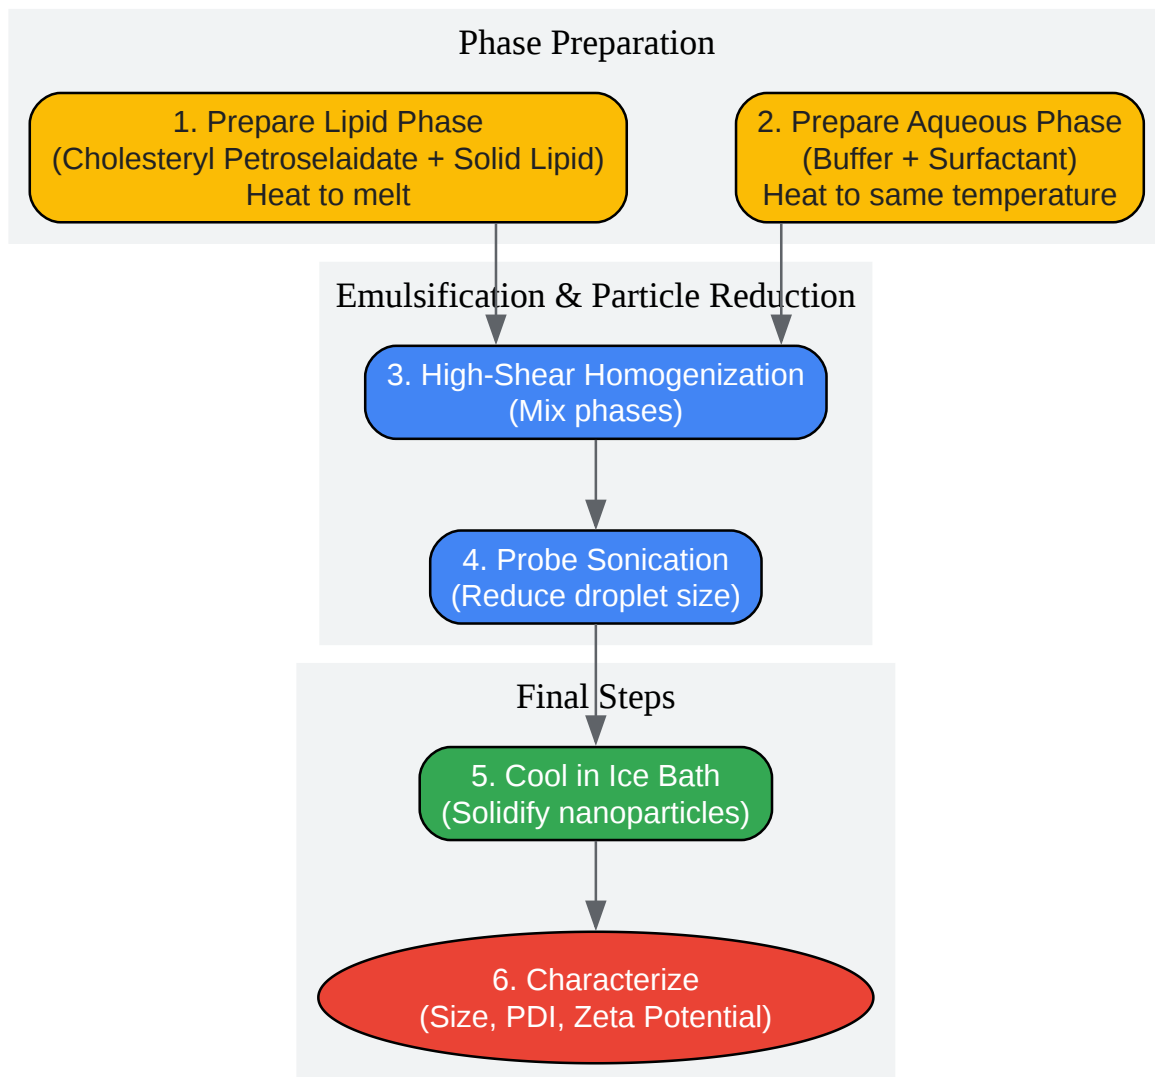 Phase Preparation
1. Prepare Lipid Phase
(Cholesteryl Petroselaidate + Solid Lipid)
Heat to melt
2. Prepare Aqueous Phase
(Buffer + Surfactant)
Heat to same temperature
Emulsification & Particle Reduction
3. High-Shear Homogenization
(Mix phases)
4. Probe Sonication
(Reduce droplet size)
Final Steps
5. Cool in Ice Bath
(Solidify nanoparticles)
6. Characterize
(Size, PDI, Zeta Potential)